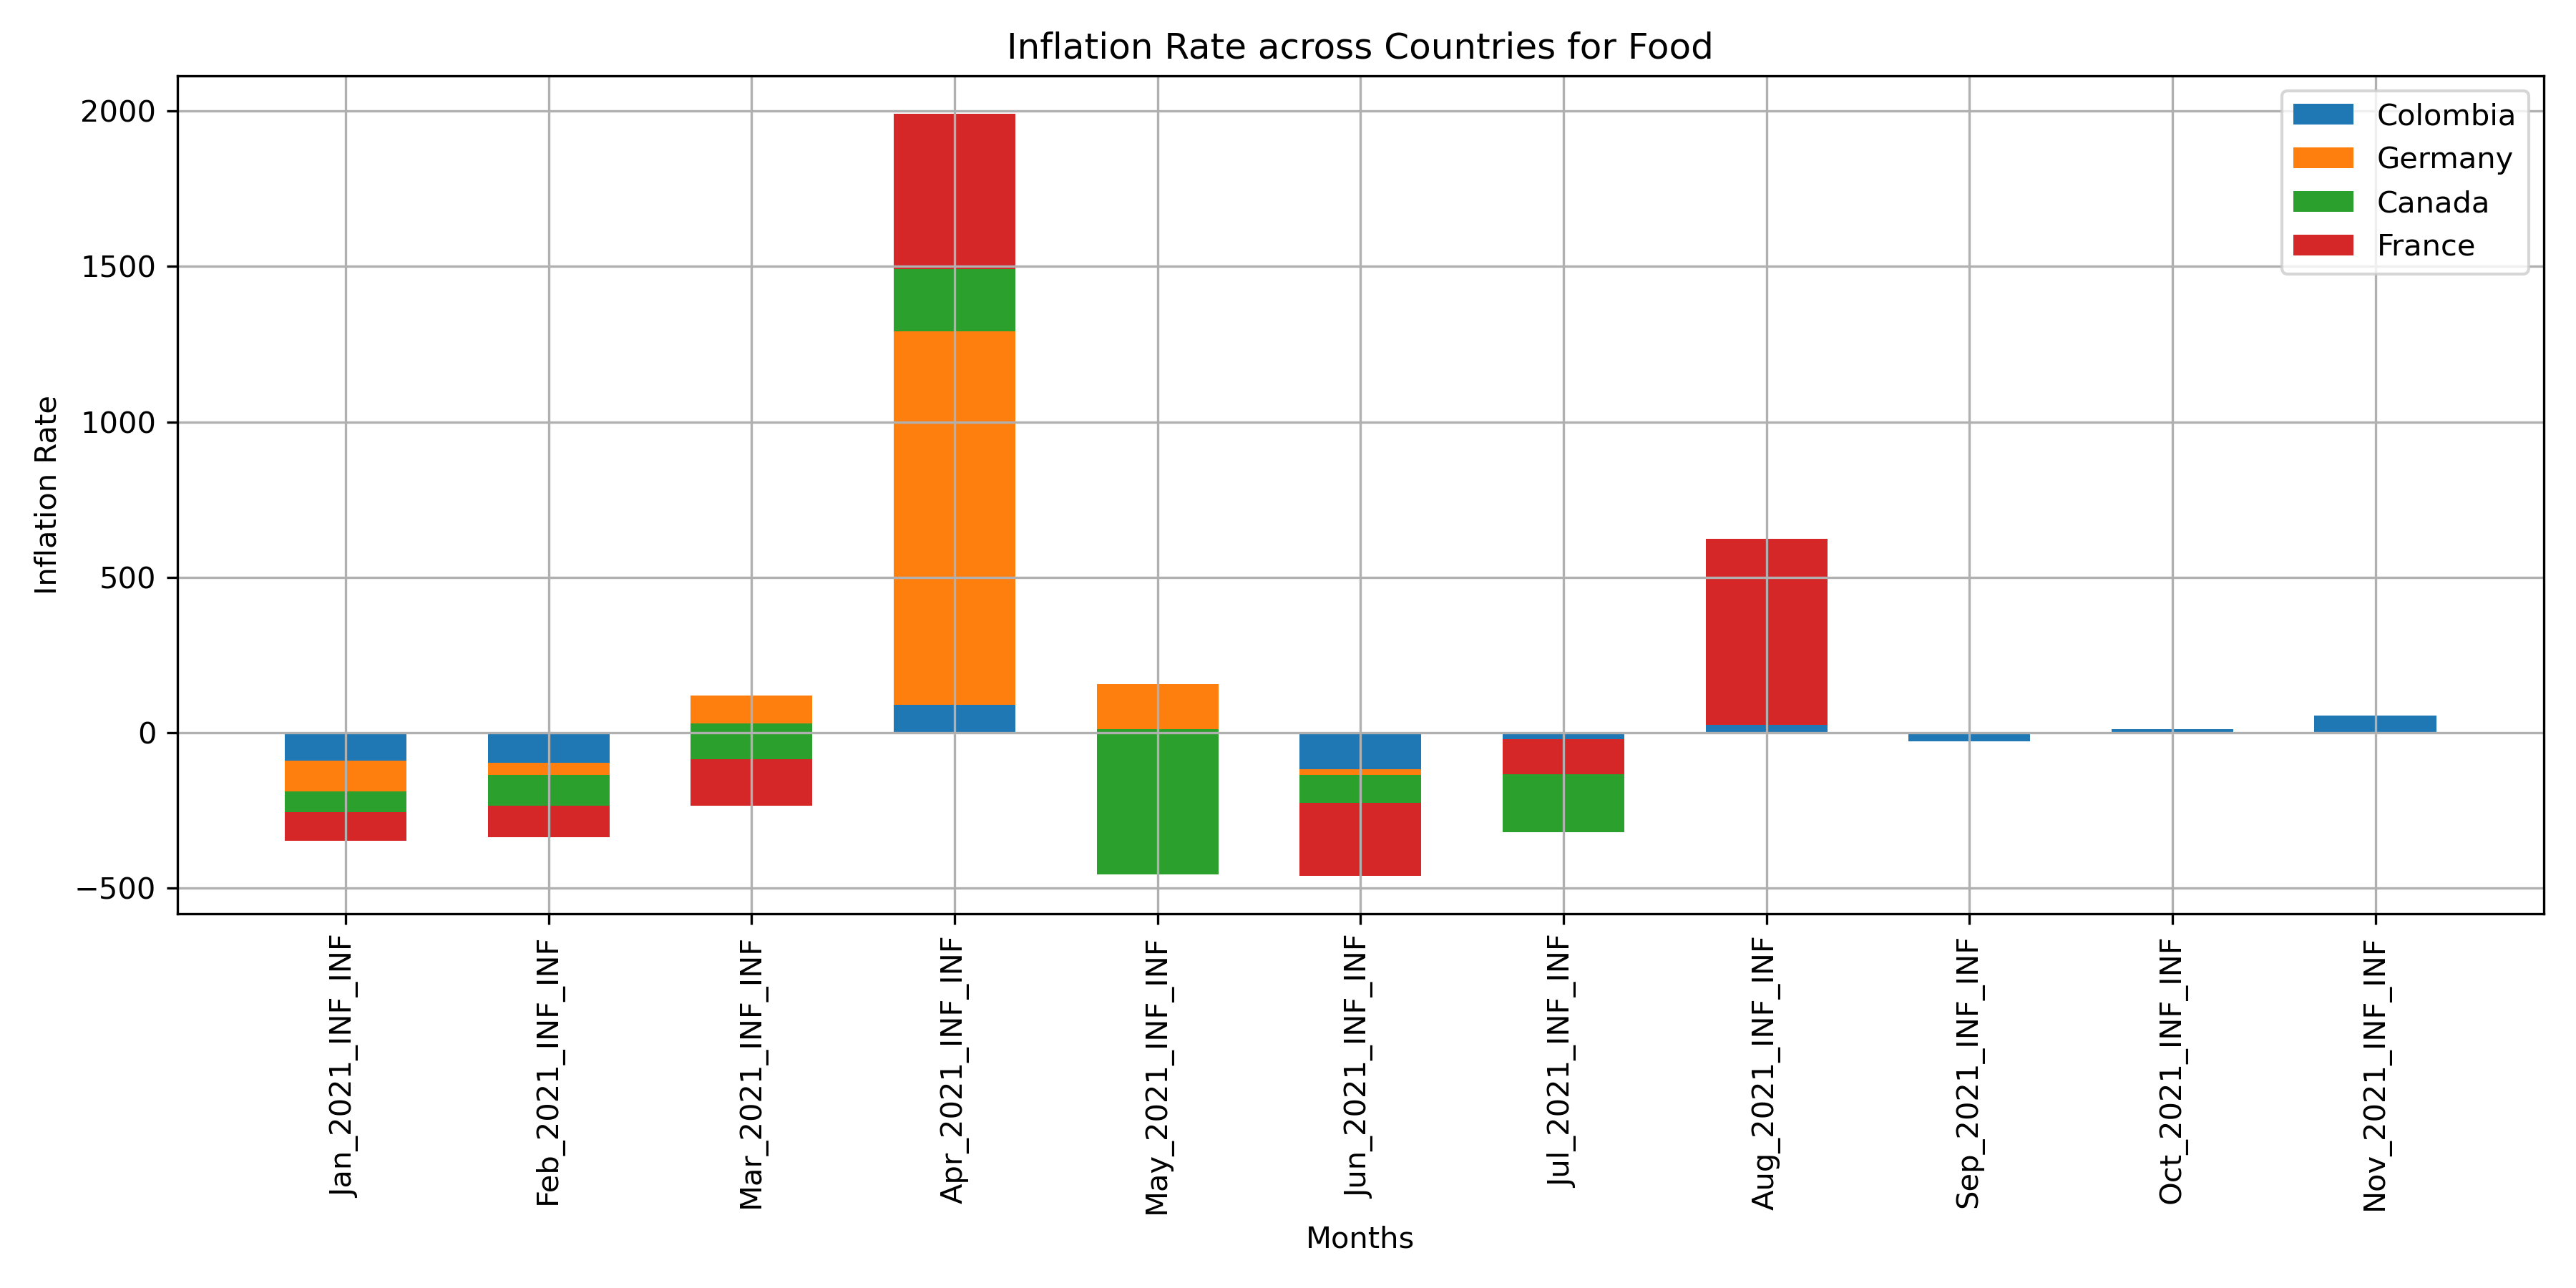 Inflation Rate across Countries for Food
2000
1500
1000
500
0
−500
Inflation Rate
Colombia
Germany
Canada
France
Jan_2021_INF_INF
Feb_2021_INF_INF
Mar_2021_INF_INF
Apr_2021_INF_INF
May_2021_INF_INF
Jun_2021_INF_INF
Jul_2021_INF_INF
Aug_2021_INF_INF
Sep_2021_INF_INF
Oct_2021_INF_INF
Nov_2021_INF_INF
Months